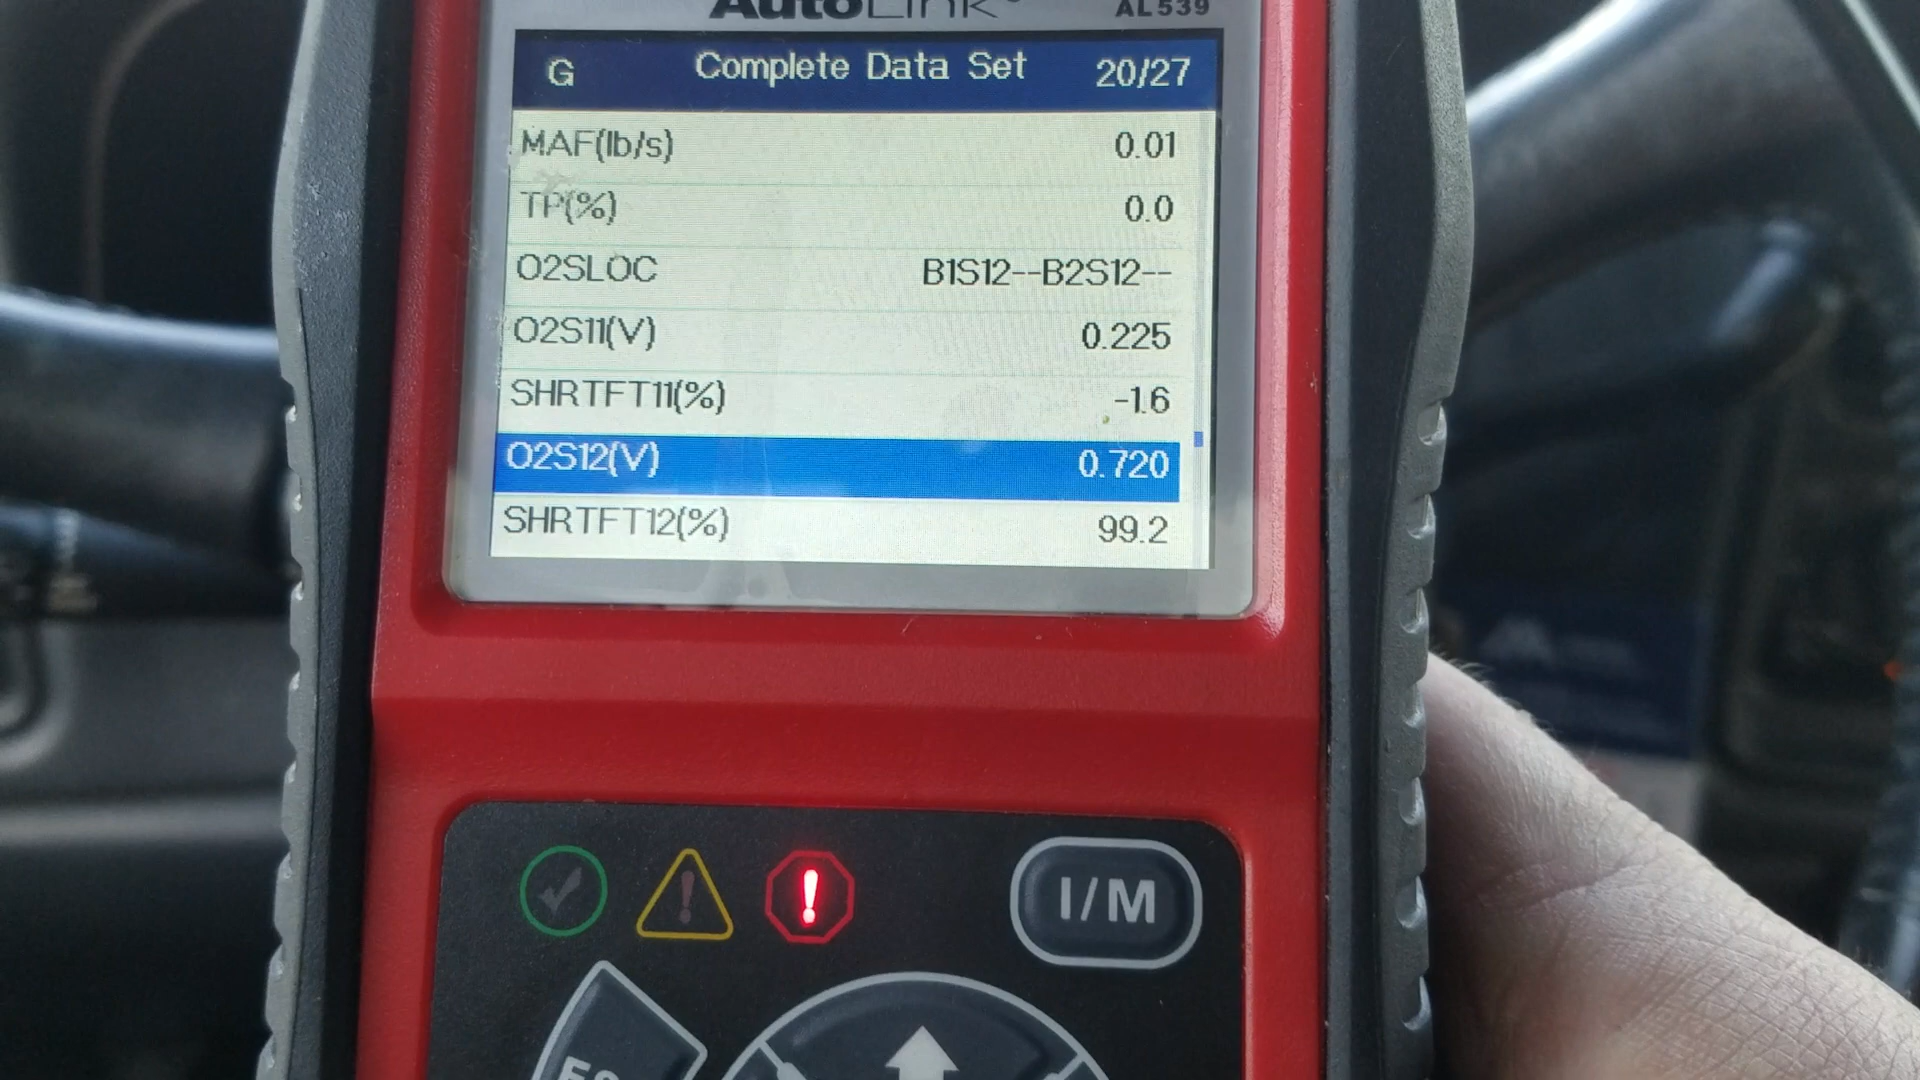 AutoLink®
AL539
G Complete Data Set 20/27
MAF(lb/s) 0.01
TP(%) 0.0
O2SLOC B1S12--B2S12--
O2S11(V) 0.225
SHRTFT11(%) -1.6
O2S12(V) 0.720
SHRTFT12(%) 99.2
I/M